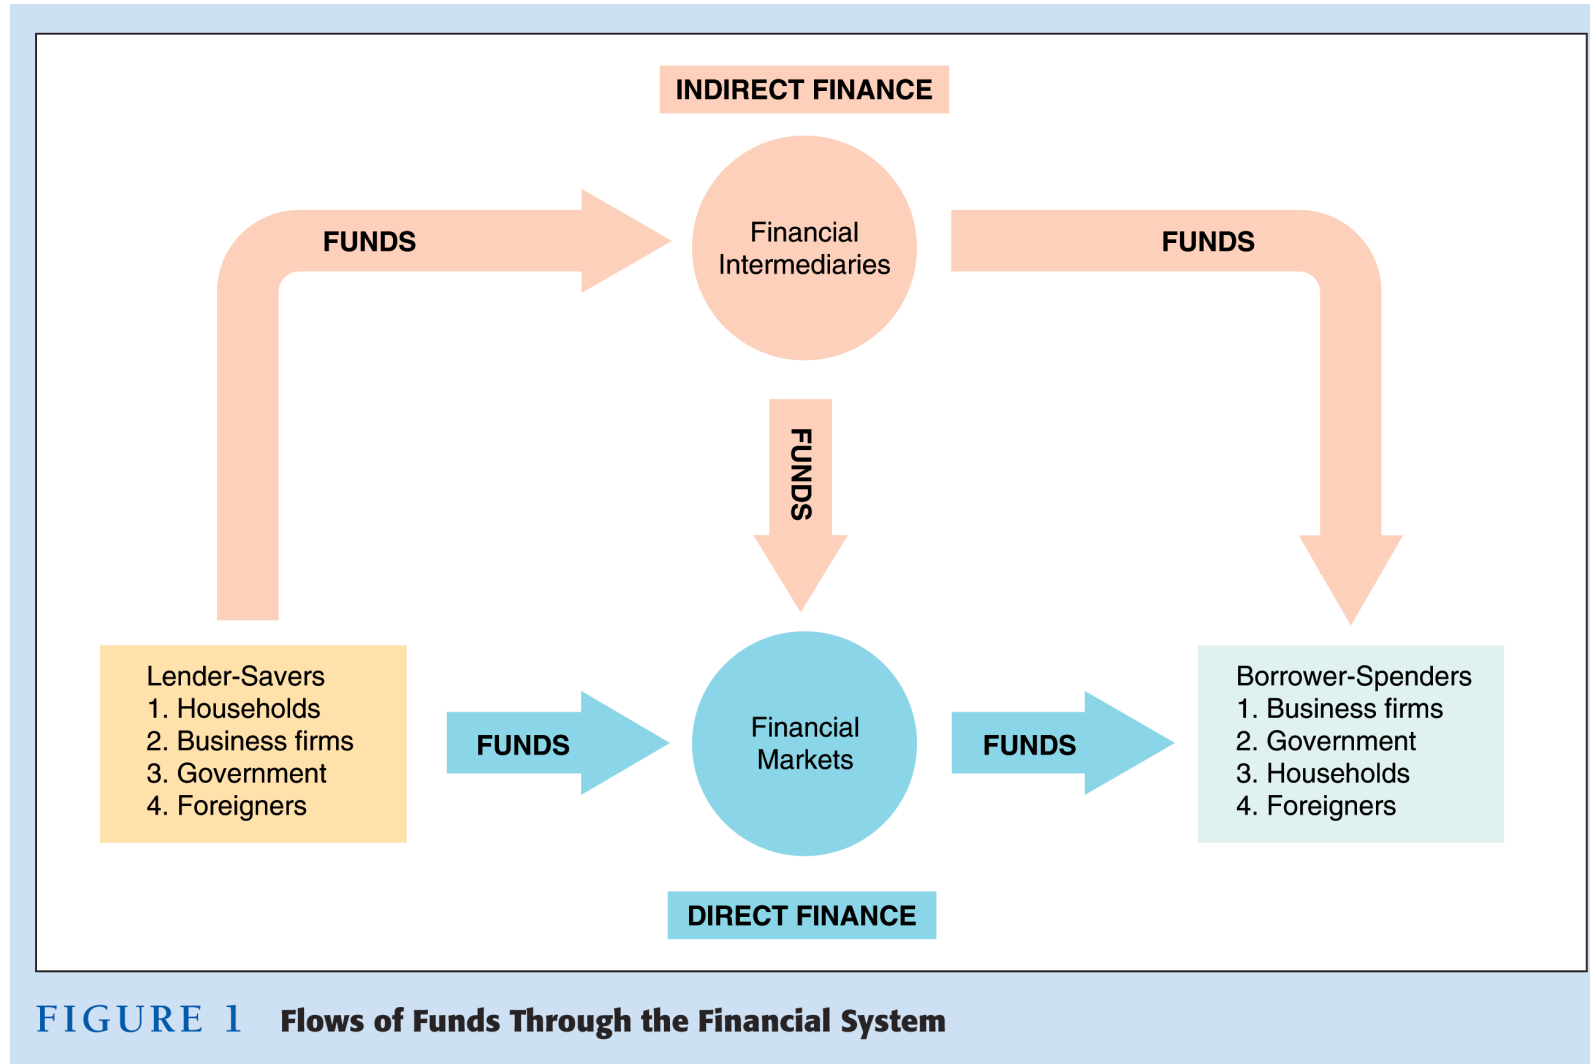 INDIRECT FINANCE
FUNDS
Financial
Intermediaries
FUNDS
FUNDS
Lender-Savers
1. Households
2. Business firms
3. Government
4. Foreigners
FUNDS
Financial
Markets
FUNDS
Borrower-Spenders
1. Business firms
2. Government
3. Households
4. Foreigners
DIRECT FINANCE
FIGURE 1 Flows of Funds Through the Financial System